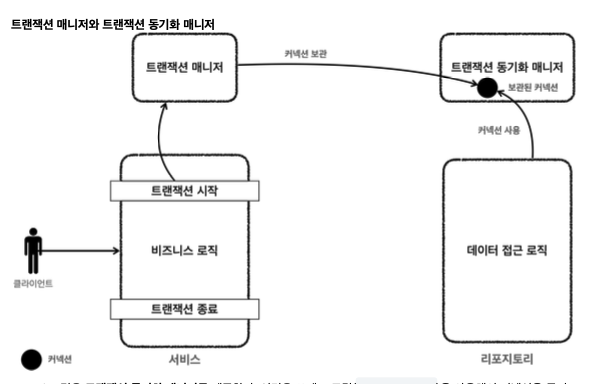 트랜잭션 매니저와 트랜잭션 동기화 매니저
트랜잭션 매니저
커넥션 보관
트랜잭션 동기화 매니저
보관된 커넥션
커넥션 사용
트랜잭션 시작
비즈니스 로직
데이터 접근 로직
클라이언트
트랜잭션 종료
커넥션
서비스
리포지토리